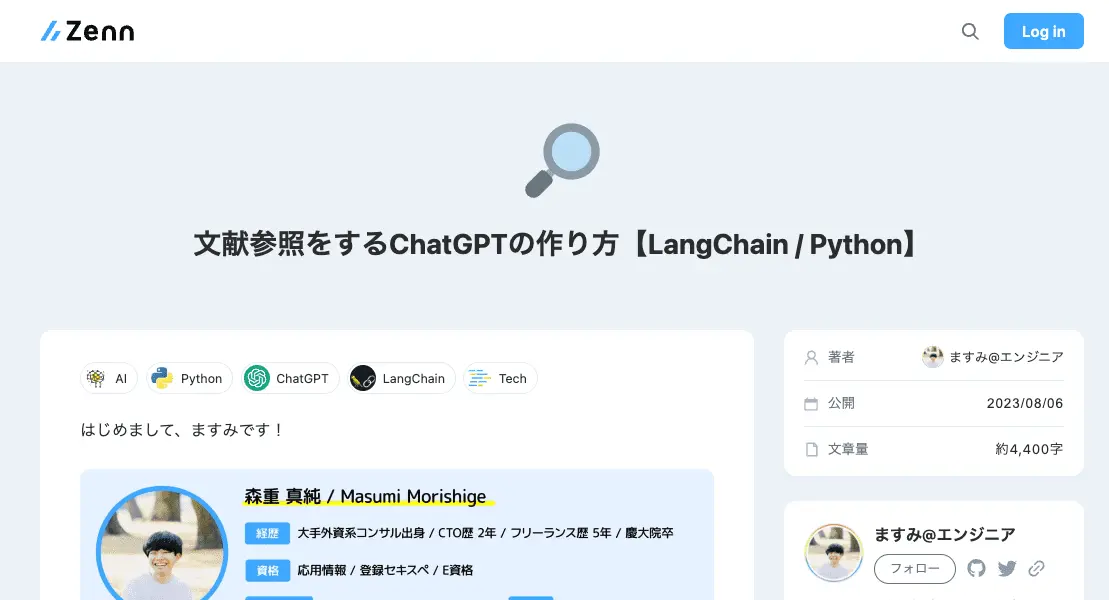 Zenn
Log in
文献参照をするChatGPTの作り方【LangChain / Python】
AI
Python
ChatGPT
LangChain
Tech
はじめまして、ますみです！
森重 真純 / Masumi Morishige
経歴 大手外資系コンサル出身 / CTO歴 2年 / フリーランス歴 5年 / 慶大院卒
資格 応用情報 / 登録セキスペ / E資格
著者 ますみ@エンジニア
公開 2023/08/06
文章量 約4,400字
ますみ@エンジニア
フォロー